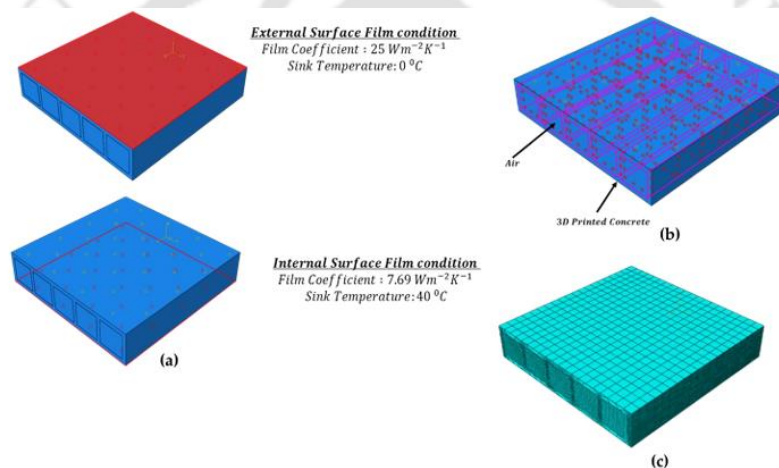 External Surface Film condition
Film Coefficient : 25 Wm⁻²K⁻¹
Sink Temperature: 0 ⁰C
Air
3D Printed Concrete
(b)
Internal Surface Film condition
Film Coefficient : 7.69 Wm⁻²K⁻¹
Sink Temperature: 40 ⁰C
(a)
(c)